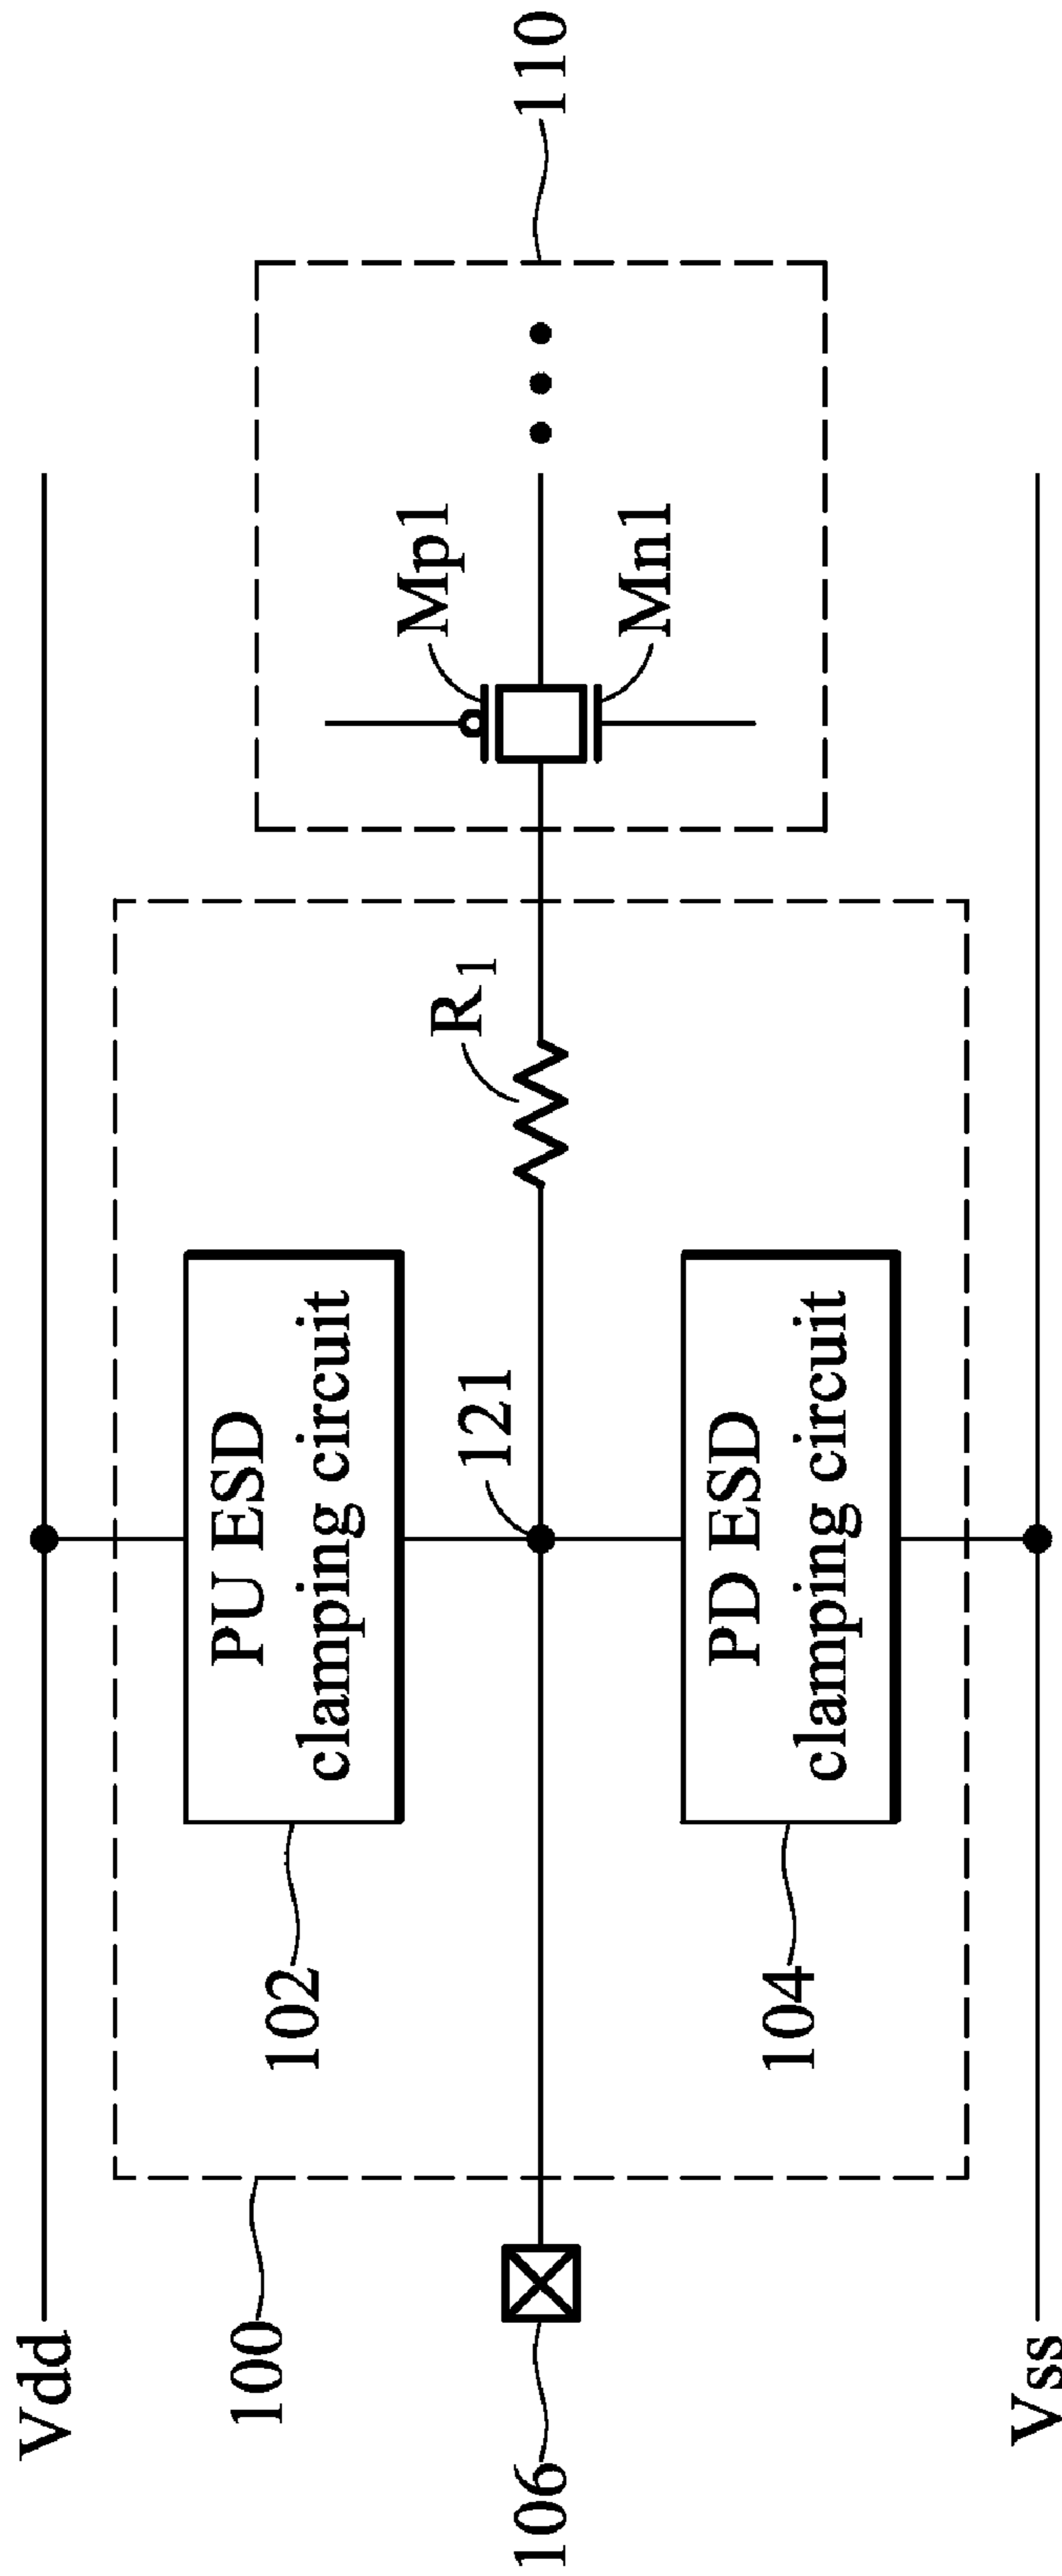 Vdd
100
102
PU ESD
clamping circuit
121
R1
Mp1
110
106
Mn1
104
PD ESD
clamping circuit
Vss